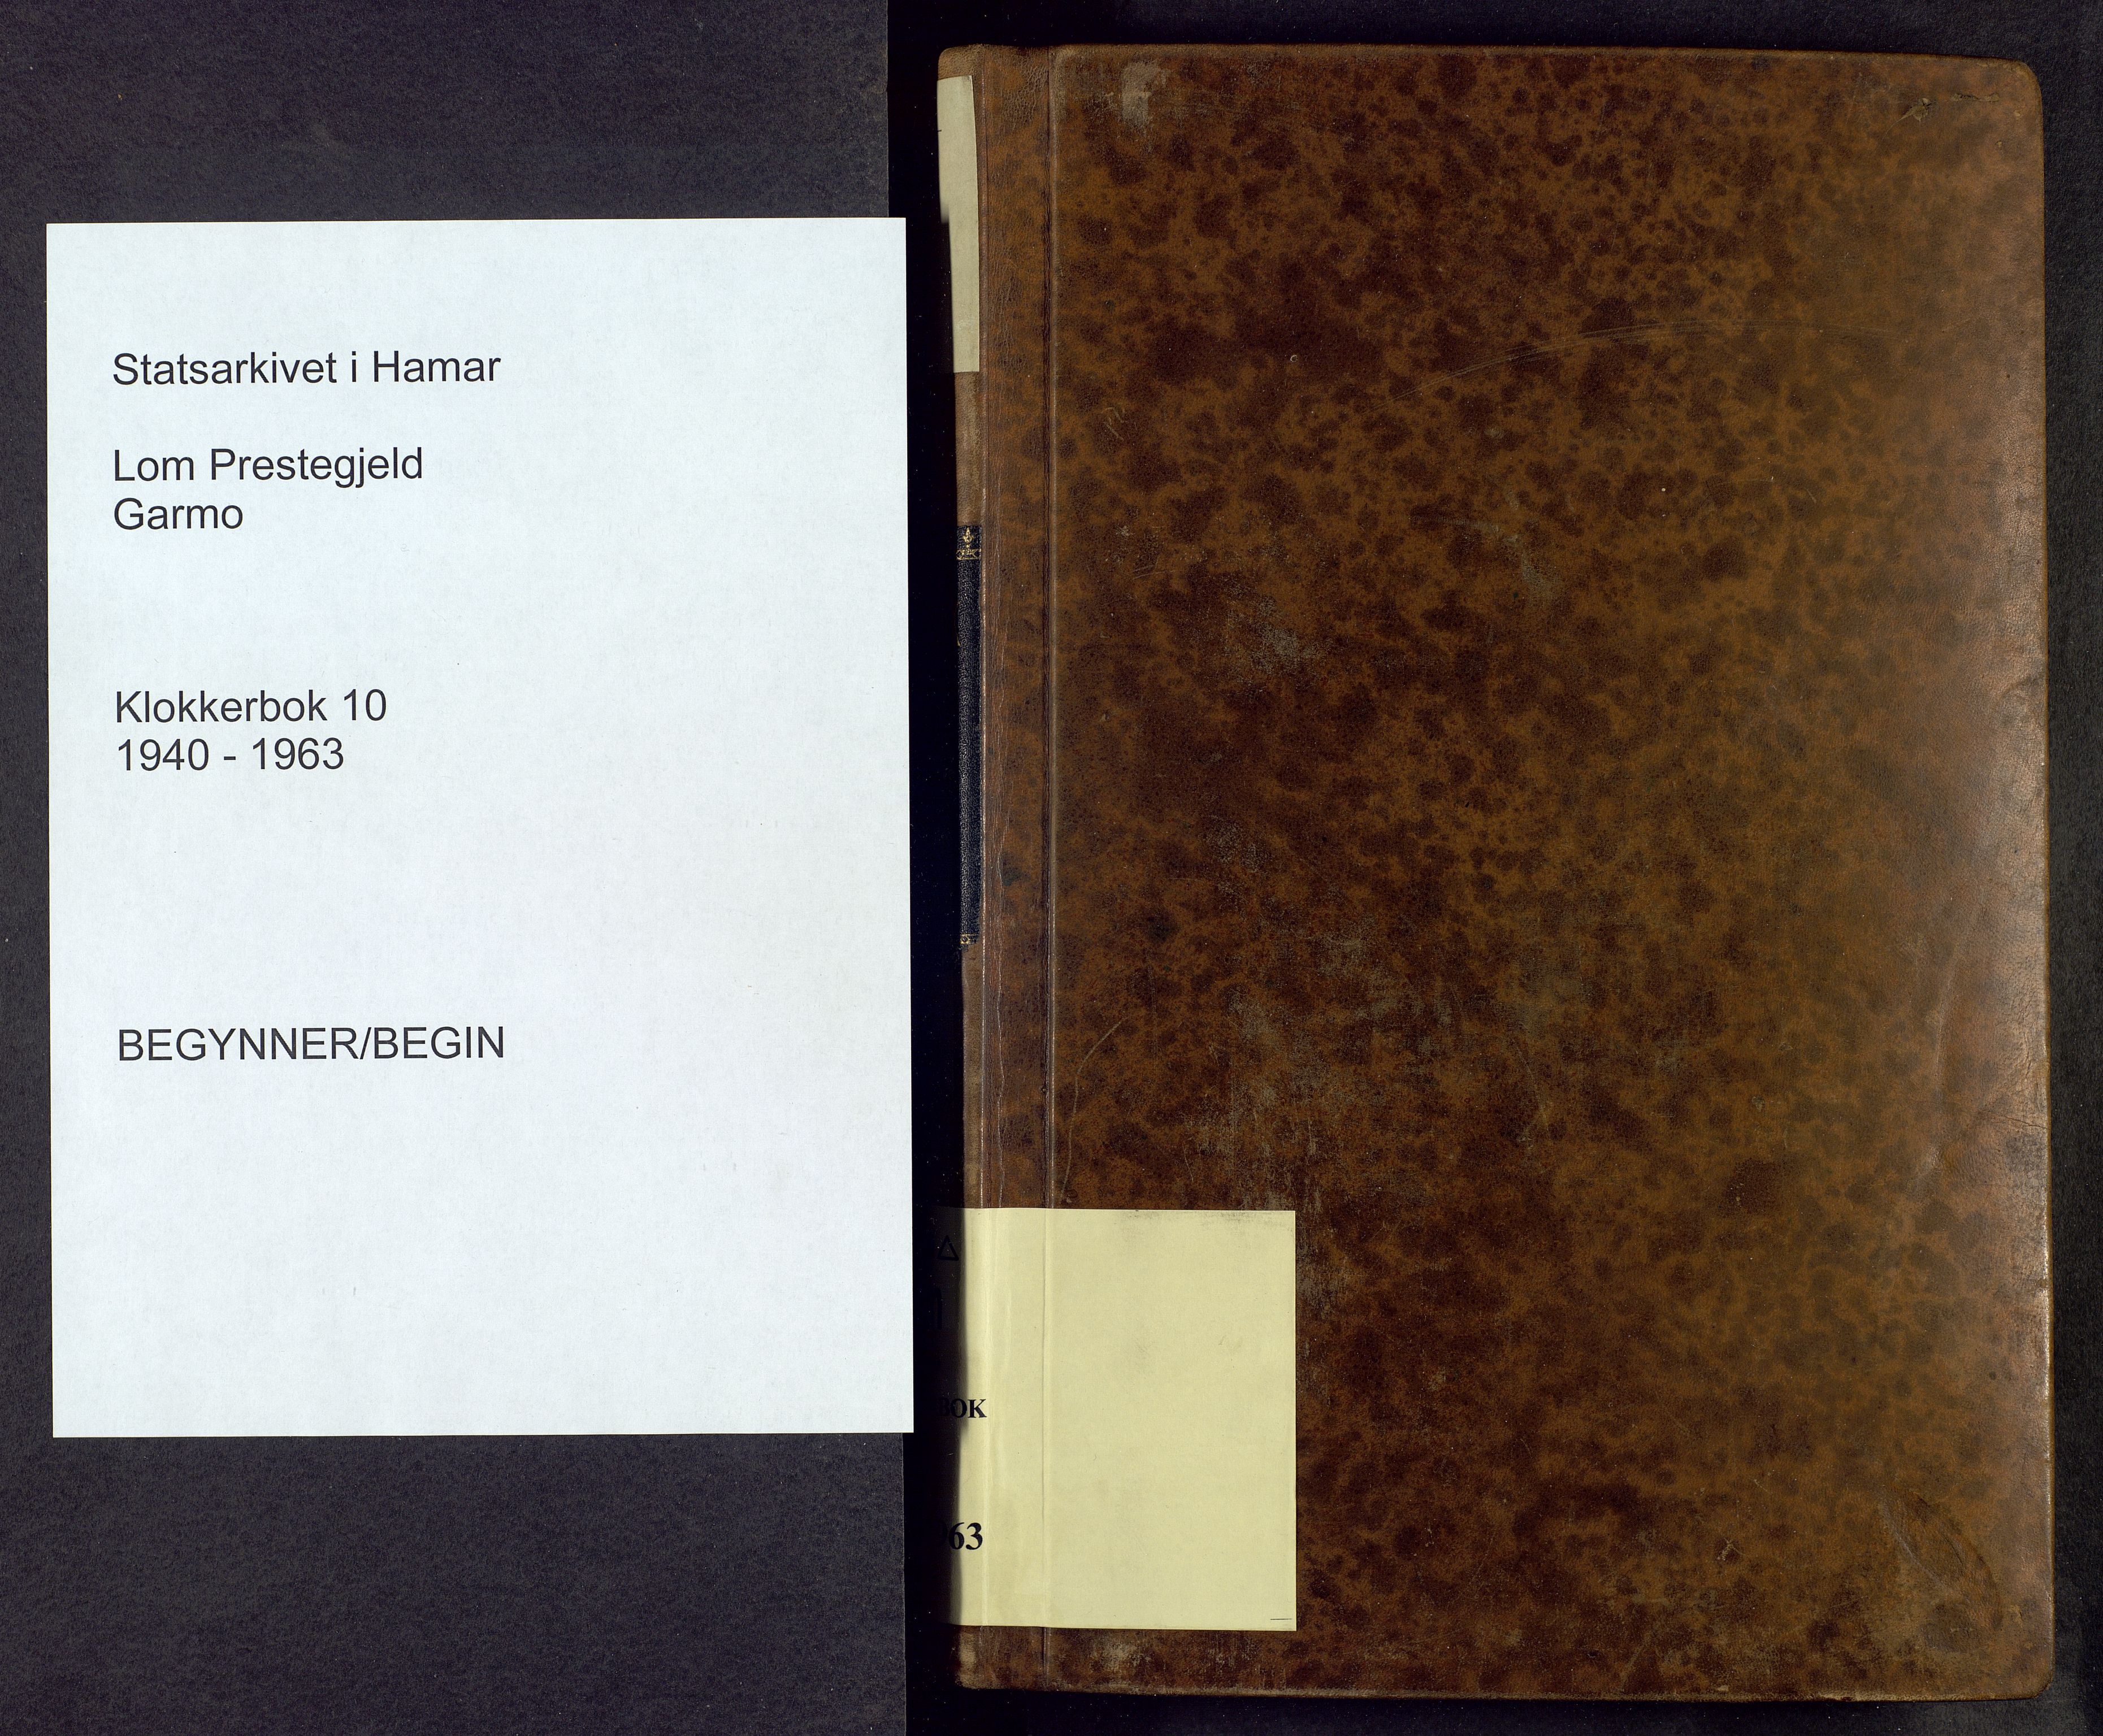 Statsarkivet i Hamar
Lom Prestegjeld
Garmo
Klokkerbok 10
1940 - 1963
BEGYNNER/BEGIN
BOK
63